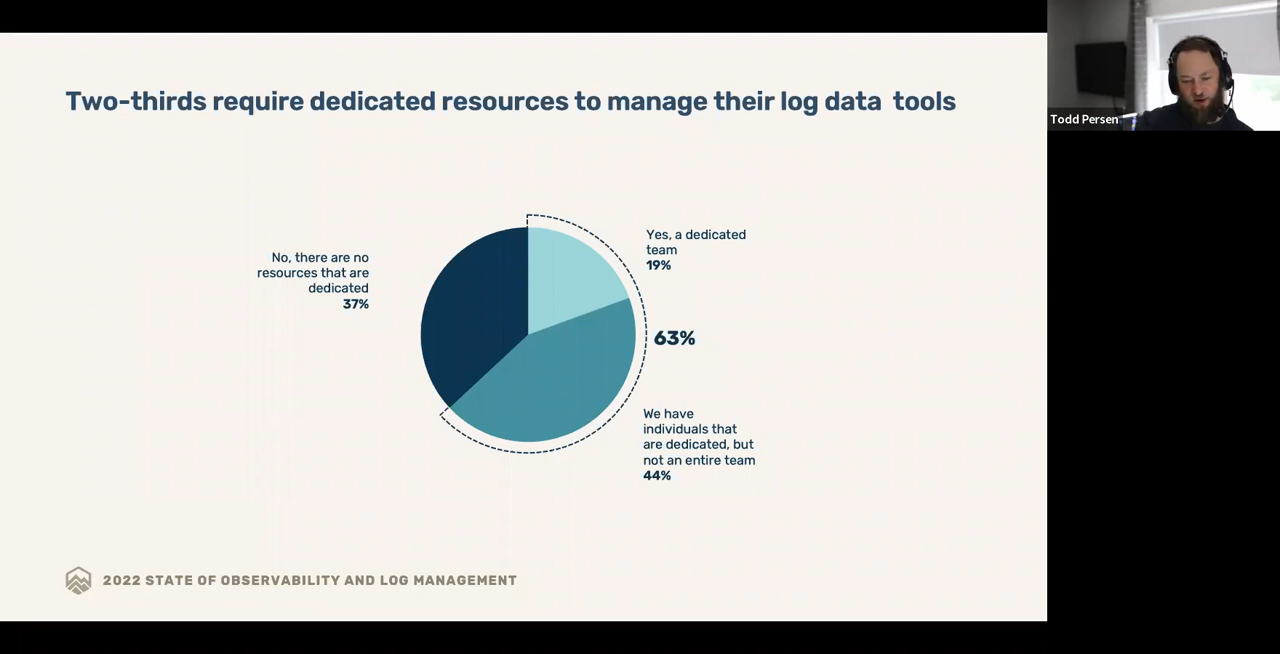 Two-thirds require dedicated resources to manage their log data tools
Todd Persen
No, there are no
resources that are
dedicated
37%
Yes, a dedicated
team
19%
63%
We have
individuals that
are dedicated, but
not an entire team
44%
2022 STATE OF OBSERVABILITY AND LOG MANAGEMENT